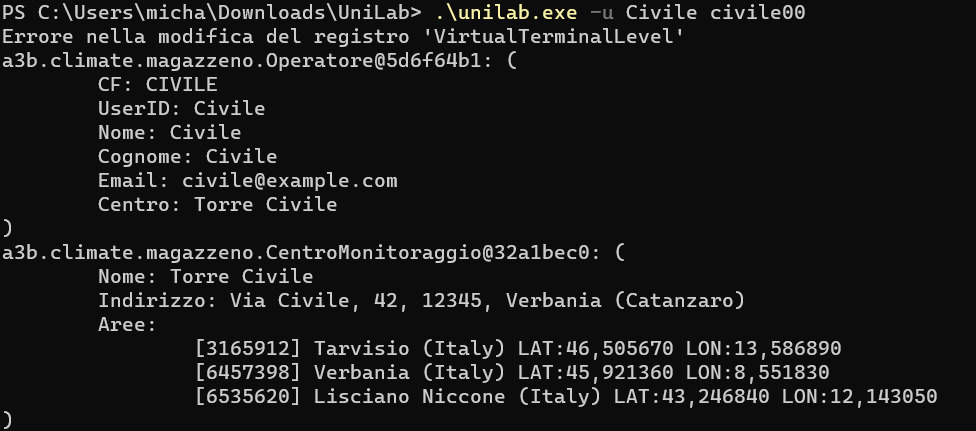 PS C:\Users\micha\Downloads\UniLab> .\unilab.exe -u Civile civile00
Errore nella modifica del registro 'VirtualTerminalLevel'
a3b.climate.magazzeno.Operatore@5d6f64b1: (
CF: CIVILE
UserID: Civile
Nome: Civile
Cognome: Civile
Email: civile@example.com
Centro: Torre Civile
)
a3b.climate.magazzeno.CentroMonitoraggio@32a1bec0: (
Nome: Torre Civile
Indirizzo: Via Civile, 42, 12345, Verbania (Catanzaro)
Aree:
[3165912] Tarvisio (Italy) LAT:46,505670 LON:13,586890
[6457398] Verbania (Italy) LAT:45,921360 LON:8,551830
[6535620] Lisciano Niccone (Italy) LAT:43,246840 LON:12,143050
)